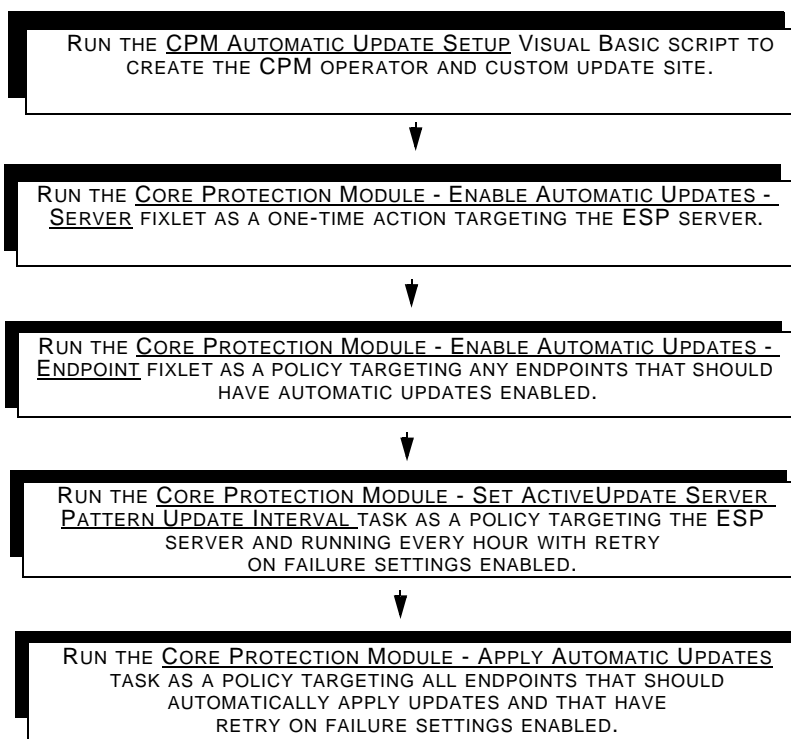 RUN THE CPM AUTOMATIC UPDATE SETUP VISUAL BASIC SCRIPT TO
CREATE THE CPM OPERATOR AND CUSTOM UPDATE SITE.
RUN THE CORE PROTECTION MODULE - ENABLE AUTOMATIC UPDATES -
SERVER FIXLET AS A ONE-TIME ACTION TARGETING THE ESP SERVER.
RUN THE CORE PROTECTION MODULE - ENABLE AUTOMATIC UPDATES -
ENDPOINT FIXLET AS A POLICY TARGETING ANY ENDPOINTS THAT SHOULD
HAVE AUTOMATIC UPDATES ENABLED.
RUN THE CORE PROTECTION MODULE - SET ACTIVEUPDATE SERVER
PATTERN UPDATE INTERVAL TASK AS A POLICY TARGETING THE ESP
SERVER AND RUNNING EVERY HOUR WITH RETRY
ON FAILURE SETTINGS ENABLED.
RUN THE CORE PROTECTION MODULE - APPLY AUTOMATIC UPDATES
TASK AS A POLICY TARGETING ALL ENDPOINTS THAT SHOULD
AUTOMATICALLY APPLY UPDATES AND THAT HAVE
RETRY ON FAILURE SETTINGS ENABLED.